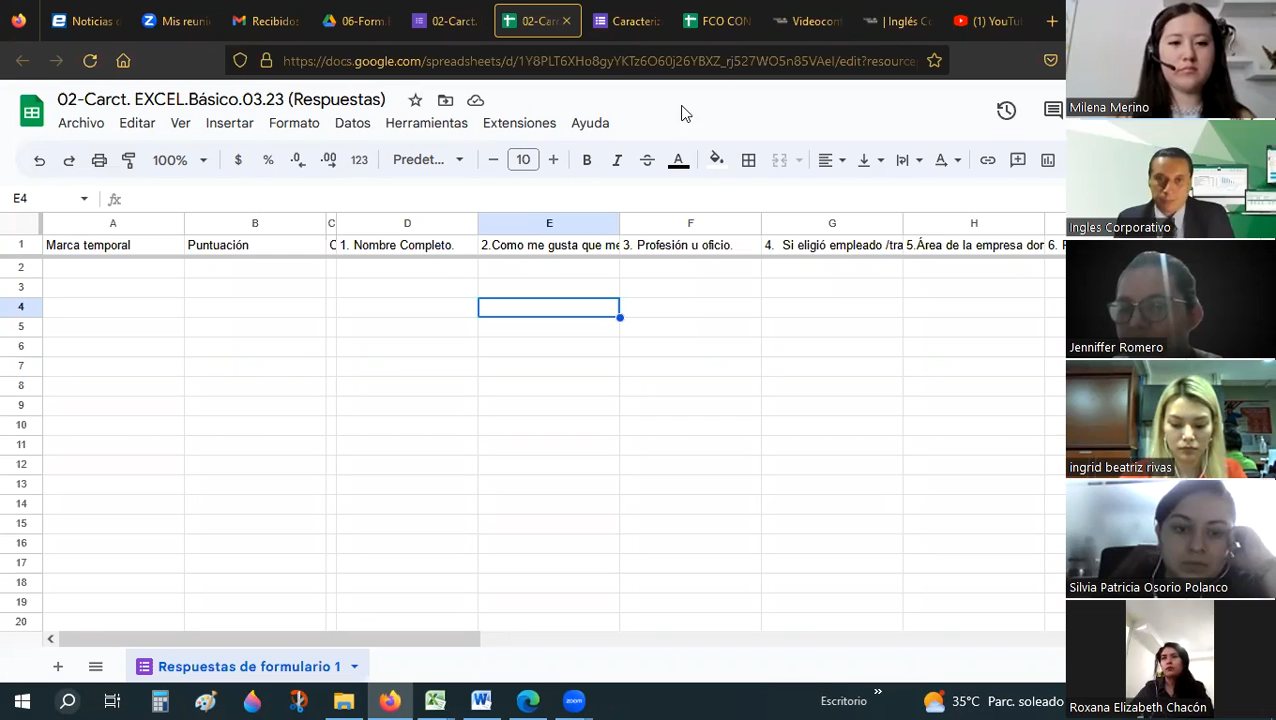 Noticias d
Mis reuni
Recibidos
06-Form.
02-Carct.
02-Car
Caracteriz
FCO CON
Videocon
| Inglés Co
(1) YouTu
https://docs.google.com/spreadsheets/d/1Y8PLT6XHo8gyYKTz6O60j26YBXZ_rj527WO5n85VAeI/edit?resource
02-Carct. EXCEL.Básico.03.23 (Respuestas)
Archivo Editar Ver Insertar Formato Datos Herramientas Extensiones Ayuda
100% $ % .0 .00 123 Predet... 10 B I S A
E4 fx
A B C D E F G H
1 Marca temporal Puntuación C 1. Nombre Completo. 2.Como me gusta que me 3. Profesión u oficio. 4. Si eligió empleado /tra 5.Área de la empresa dor 6.
2
3
4
5
6
7
8
9
10
11
12
13
14
15
16
17
18
19
20
Respuestas de formulario 1
Escritorio
35°C Parc. soleado
zoom
Milena Merino
Ingles Corporativo
Jenniffer Romero
ingrid beatriz rivas
Silvia Patricia Osorio Polanco
Roxana Elizabeth Chacón